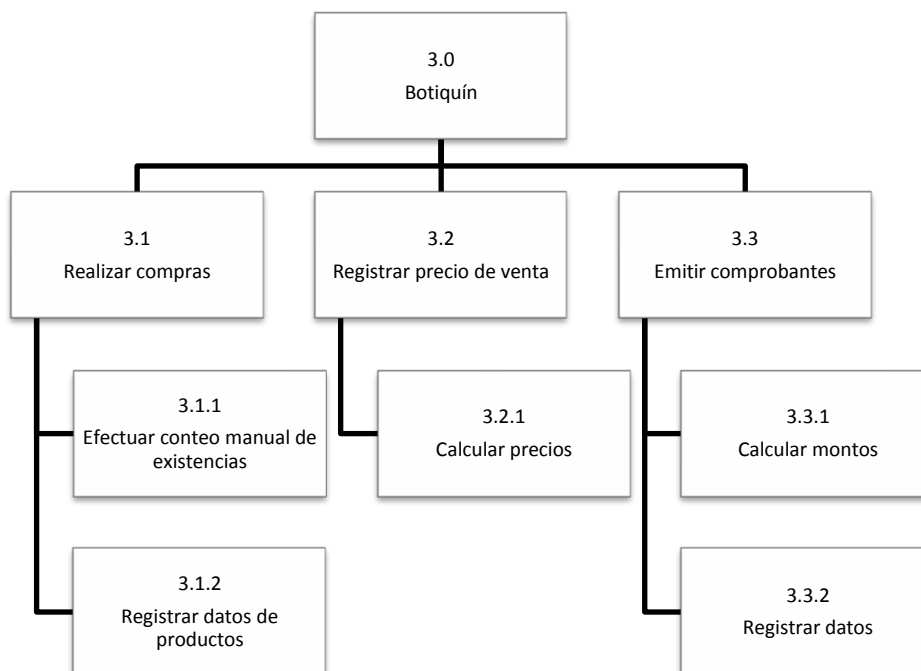 3.0
Botiquín
3.1
Realizar compras
3.2
Registrar precio de venta
3.3
Emitir comprobantes
3.1.1
Efectuar conteo manual de
existencias
3.2.1
Calcular precios
3.3.1
Calcular montos
3.1.2
Registrar datos de
productos
3.3.2
Registrar datos